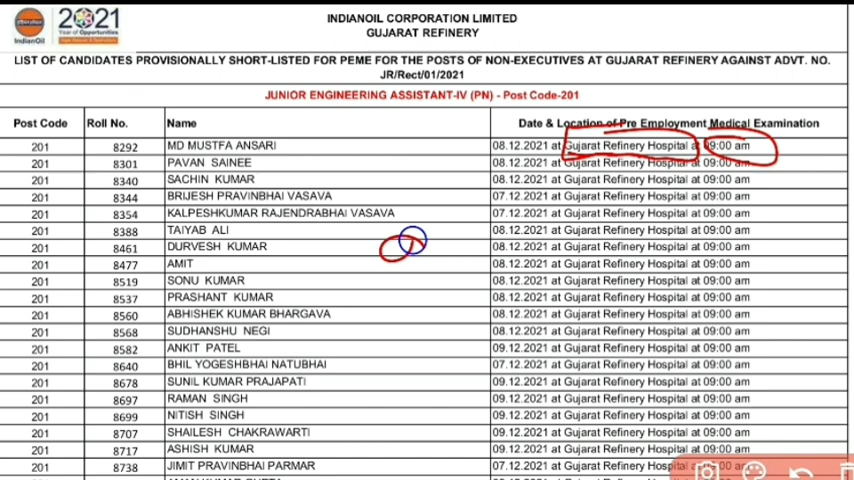 IndianOil
2021
Year of Opportunities
INDIANOIL CORPORATION LIMITED
GUJARAT REFINERY
LIST OF CANDIDATES PROVISIONALLY SHORT-LISTED FOR PEME FOR THE POSTS OF NON-EXECUTIVES AT GUJARAT REFINERY AGAINST ADVT. NO.
JR/Rect/01/2021
JUNIOR ENGINEERING ASSISTANT-IV (PN) - Post Code-201
Post Code Roll No. Name Date & Location of Pre Employment Medical Examination
201 8292 MD MUSTFA ANSARI 08.12.2021 at Gujarat Refinery Hospital at 09:00 am
201 8301 PAVAN SAINEE 08.12.2021 at Gujarat Refinery Hospital at 09:00 am
201 8340 SACHIN KUMAR 08.12.2021 at Gujarat Refinery Hospital at 09:00 am
201 8344 BRIJESH PRAVINBHAI VASAVA 07.12.2021 at Gujarat Refinery Hospital at 09:00 am
201 8354 KALPESHKUMAR RAJENDRABHAI VASAVA 07.12.2021 at Gujarat Refinery Hospital at 09:00 am
201 8388 TAIYAB ALI 08.12.2021 at Gujarat Refinery Hospital at 09:00 am
201 8461 DURVESH KUMAR 08.12.2021 at Gujarat Refinery Hospital at 09:00 am
201 8477 AMIT 08.12.2021 at Gujarat Refinery Hospital at 09:00 am
201 8519 SONU KUMAR 08.12.2021 at Gujarat Refinery Hospital at 09:00 am
201 8537 PRASHANT KUMAR 08.12.2021 at Gujarat Refinery Hospital at 09:00 am
201 8560 ABHISHEK KUMAR BHARGAVA 08.12.2021 at Gujarat Refinery Hospital at 09:00 am
201 8568 SUDHANSHU NEGI 08.12.2021 at Gujarat Refinery Hospital at 09:00 am
201 8582 ANKIT PATEL 09.12.2021 at Gujarat Refinery Hospital at 09:00 am
201 8640 BHIL YOGESHBHAI NATUBHAI 07.12.2021 at Gujarat Refinery Hospital at 09:00 am
201 8678 SUNIL KUMAR PRAJAPATI 09.12.2021 at Gujarat Refinery Hospital at 09:00 am
201 8697 RAMAN SINGH 09.12.2021 at Gujarat Refinery Hospital at 09:00 am
201 8699 NITISH SINGH 09.12.2021 at Gujarat Refinery Hospital at 09:00 am
201 8707 SHAILESH CHAKRAWARTI 09.12.2021 at Gujarat Refinery Hospital at 09:00 am
201 8717 ASHISH KUMAR 09.12.2021 at Gujarat Refinery Hospital at 09:00 am
201 8738 JIMIT PRAVINBHAI PARMAR 07.12.2021 at Gujarat Refinery Hospital at 09:00 am